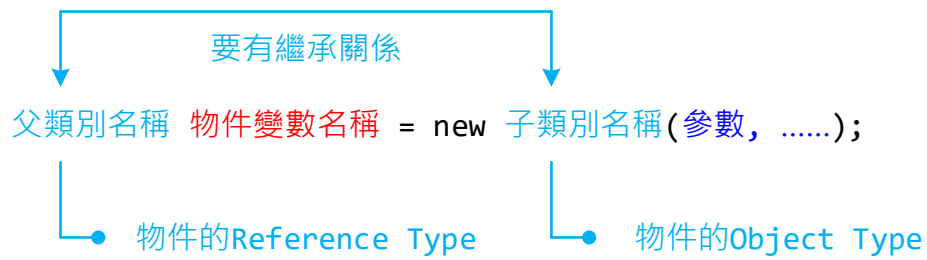 要有繼承關係
父類別名稱 物件變數名稱 = new 子類別名稱(參數, ……);
物件的Reference Type
物件的Object Type